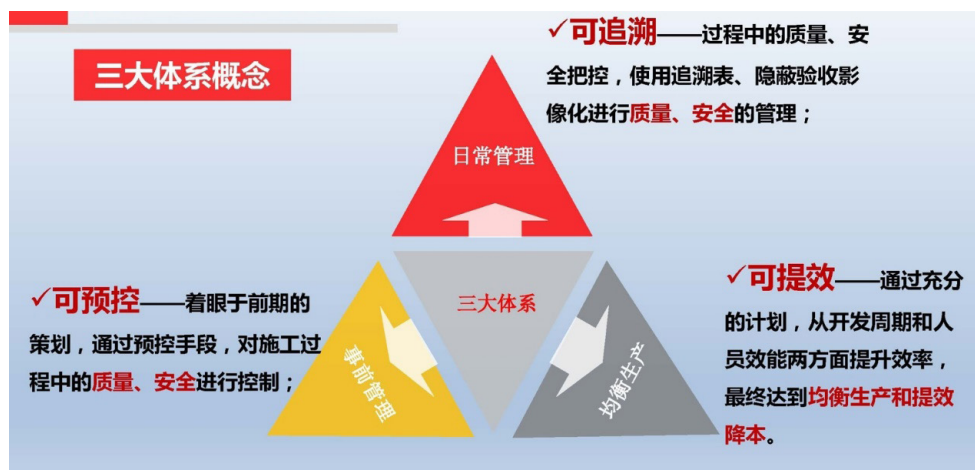 三大体系概念
✓可追溯——过程中的质量、安
全把控，使用追溯表、隐蔽验收影
像化进行质量、安全的管理；
日常管理
三大体系
✓可预控——着眼于前期的
策划，通过预控手段，对施工过
程中的质量、安全进行控制；
事前管理
均衡生产
✓可提效——通过充分
的计划，从开发周期和人
员效能两方面提升效率，
最终达到均衡生产和提效
降本。